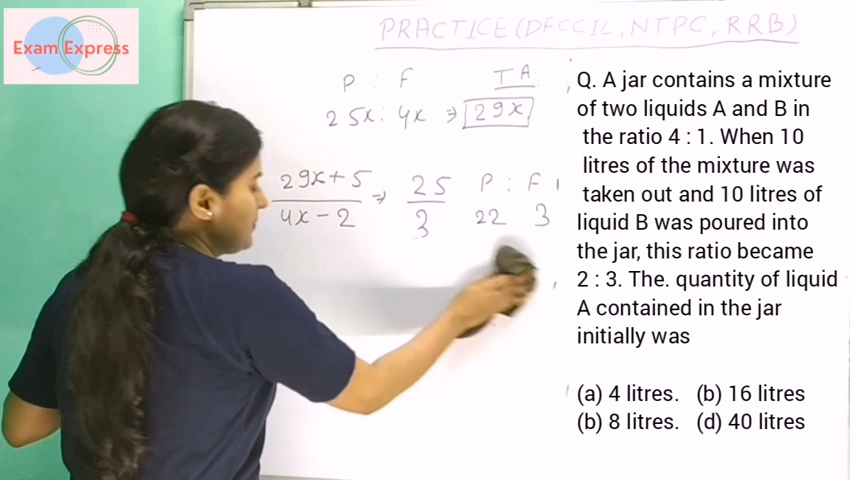 Exam Express
PRACTICE (DFCCIL, NTPC, RRB)
P : F T A.
25x : 4x ⇒ 29x
29x+5 / 4x-2 ⇒ 25 / 3 P : F
22 3
Q. A jar contains a mixture
of two liquids A and B in
the ratio 4 : 1. When 10
litres of the mixture was
taken out and 10 litres of
liquid B was poured into
the jar, this ratio became
2 : 3. The. quantity of liquid
A contained in the jar
initially was
(a) 4 litres. (b) 16 litres
(b) 8 litres. (d) 40 litres